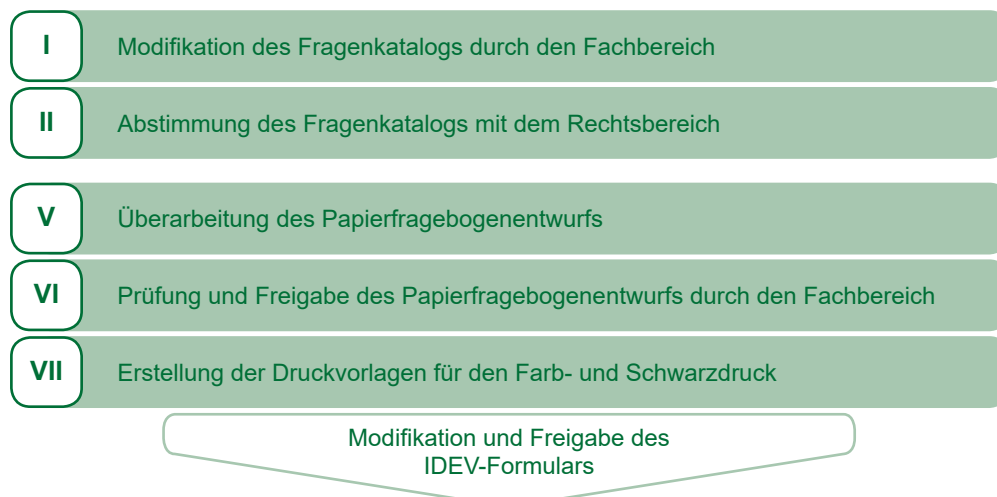 I Modifikation des Fragenkatalogs durch den Fachbereich
II Abstimmung des Fragenkatalogs mit dem Rechtsbereich
V Überarbeitung des Papierfragebogenentwurfs
VI Prüfung und Freigabe des Papierfragebogenentwurfs durch den Fachbereich
VII Erstellung der Druckvorlagen für den Farb- und Schwarzdruck
Modifikation und Freigabe des
IDEV-Formulars